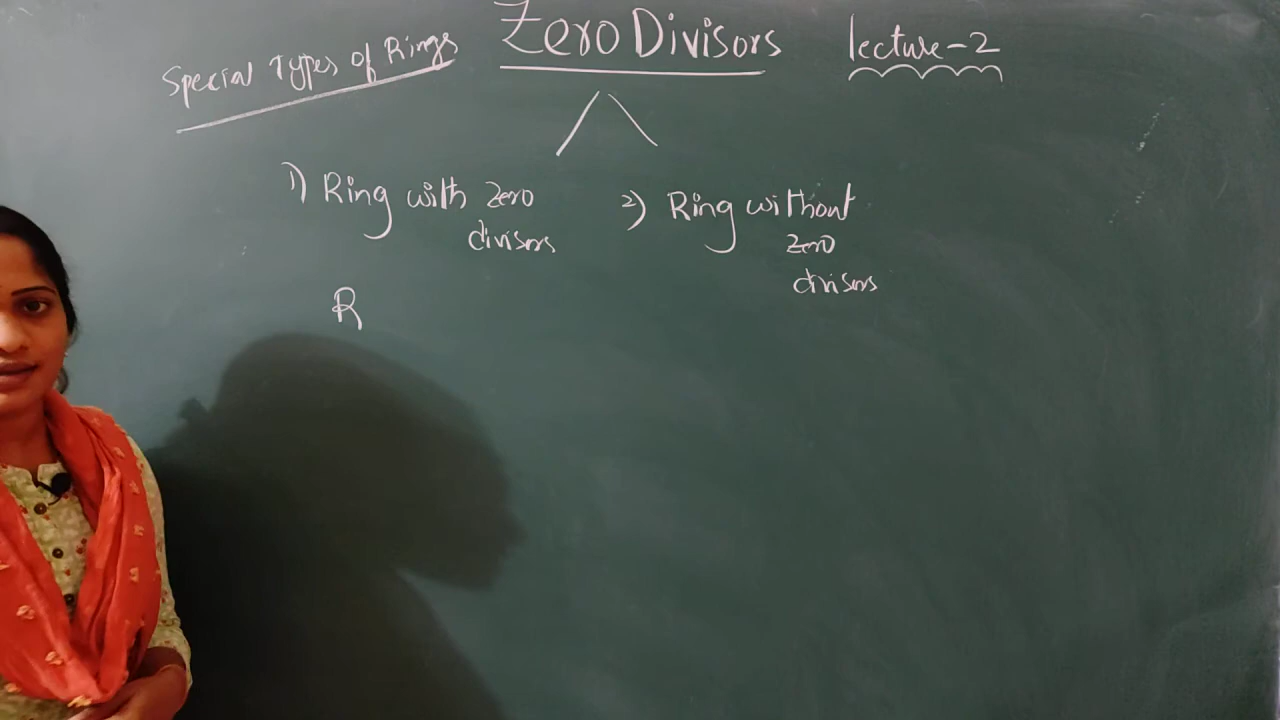 Special Types of Rings
Zero Divisors
lecture-2
1) Ring with zero
divisors
2) Ring without
zero
divisors
R